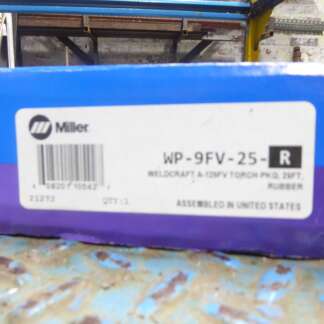 Miller
WP-9FV-25-R
WELDCRAFT A-125FV TORCH PKG, 25FT,
RUBBER
QTY:1
ASSEMBLED IN UNITED STATES